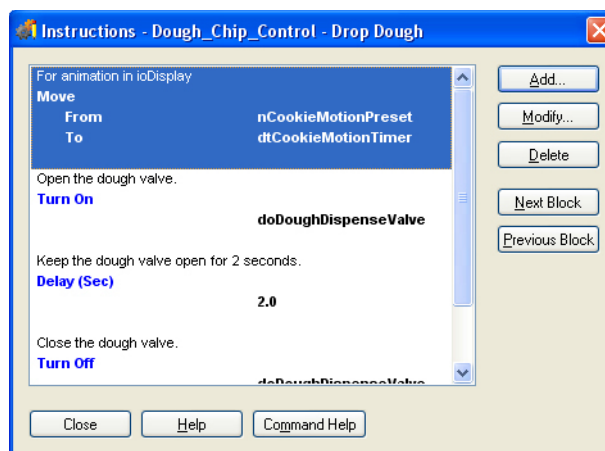 Instructions - Dough_Chip_Control - Drop Dough
For animation in ioDisplay
Move
From nCookieMotionPreset
To dtCookieMotionTimer
Open the dough valve.
Turn On
doDoughDispenseValve
Keep the dough valve open for 2 seconds.
Delay (Sec)
2.0
Close the dough valve.
Turn Off
doDoughDispenseValve
Add...
Modify...
Delete
Next Block
Previous Block
Close
Help
Command Help